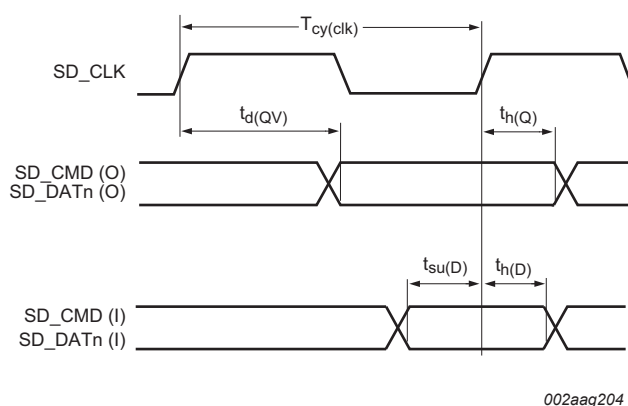 T_cy(clk)
SD_CLK
t_d(QV)
t_h(Q)
SD_CMD (O)
SD_DATn (O)
t_su(D)
t_h(D)
SD_CMD (I)
SD_DATn (I)
002aag204